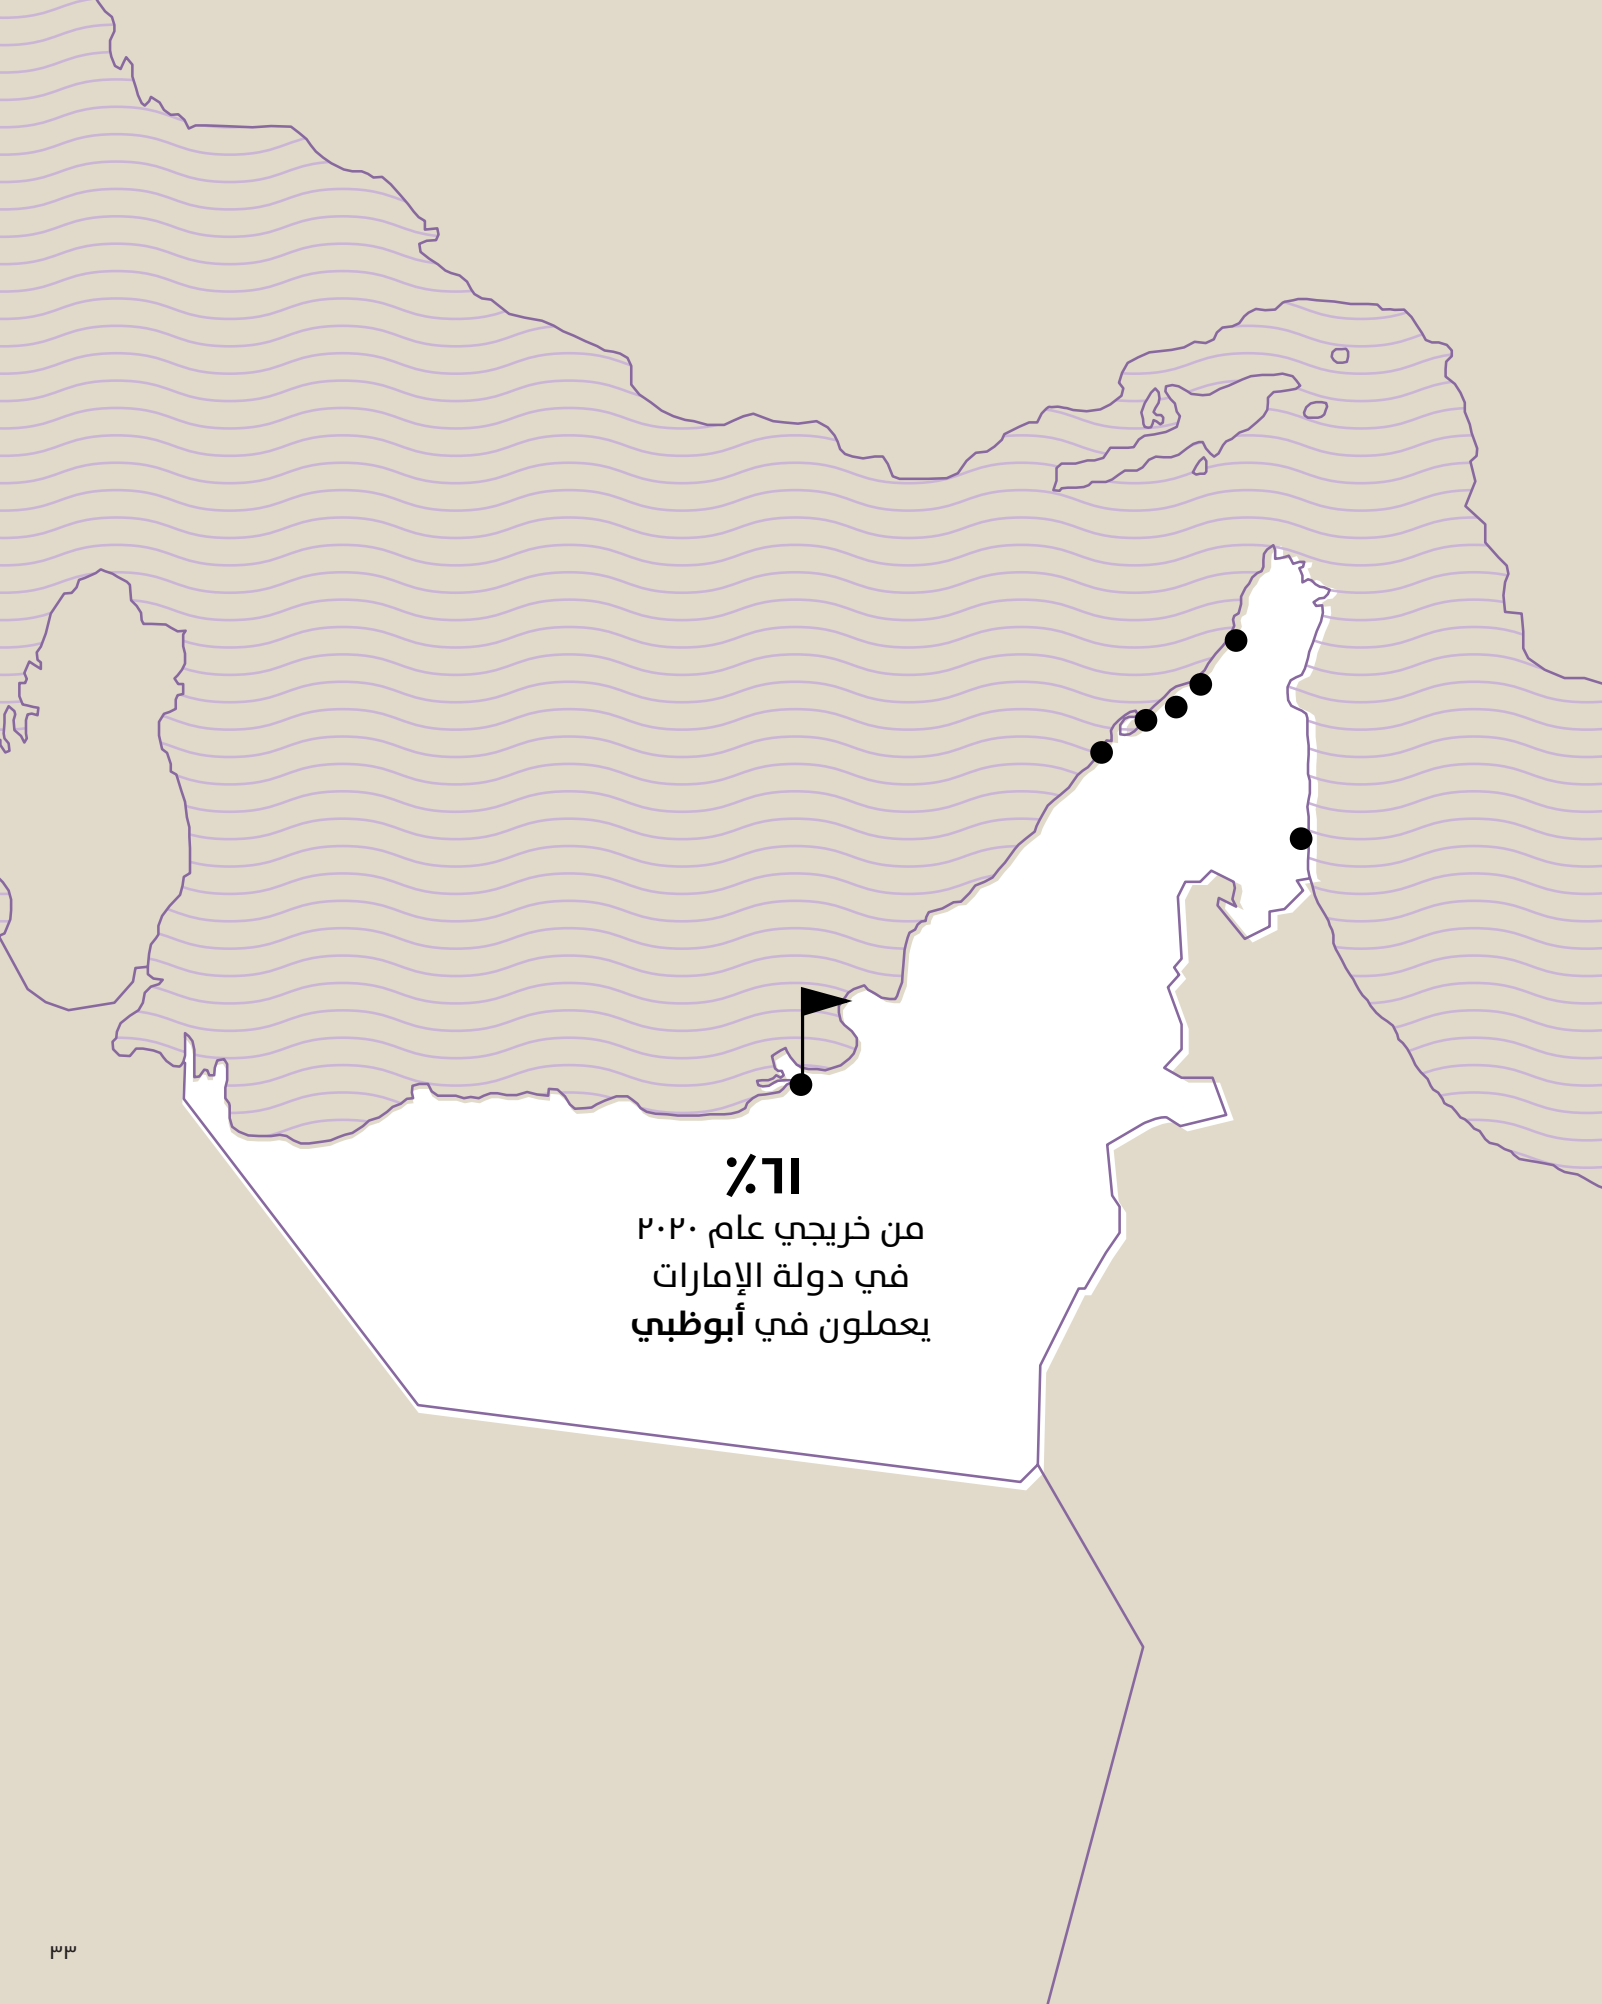 ٦١٪
من خريجي عام ٢٠٢٠
في دولة الإمارات
يعملون في أبوظبي
٣٣